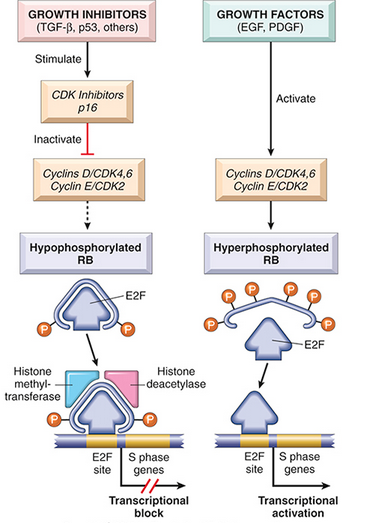 GROWTH INHIBITORS
(TGF-β, p53, others)
Stimulate
CDK Inhibitors
p16
Inactivate
Cyclins D/CDK4,6
Cyclin E/CDK2
Hypophosphorylated
RB
E2F
P
P
Histone
methyl-
transferase
Histone
deacetylase
P
P
E2F
site
S phase
genes
Transcriptional
block
GROWTH FACTORS
(EGF, PDGF)
Activate
Cyclins D/CDK4,6
Cyclin E/CDK2
Hyperphosphorylated
RB
P
P
P
P
P
P
E2F
E2F
site
S phase
genes
Transcriptional
activation